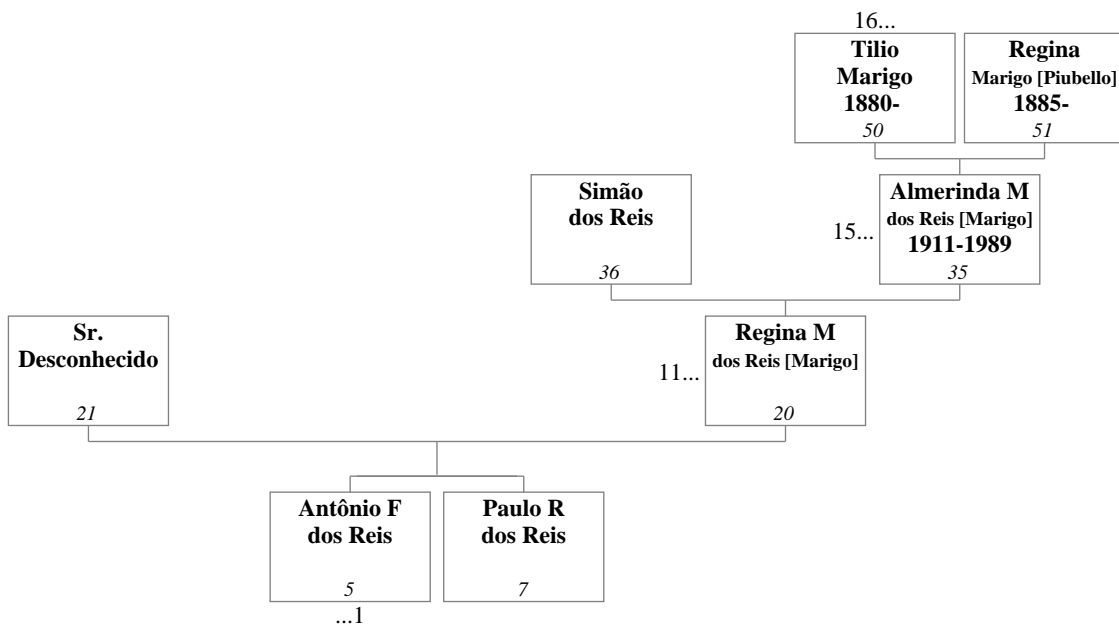 16...
Tilio
Marigo
1880-
50
Regina
Marigo [Piubello]
1885-
51
Simão
dos Reis
36
15...
Almerinda M
dos Reis [Marigo]
1911-1989
35
Sr.
Desconhecido
21
11...
Regina M
dos Reis [Marigo]
20
Antônio F
dos Reis
5
Paulo R
dos Reis
7
...1